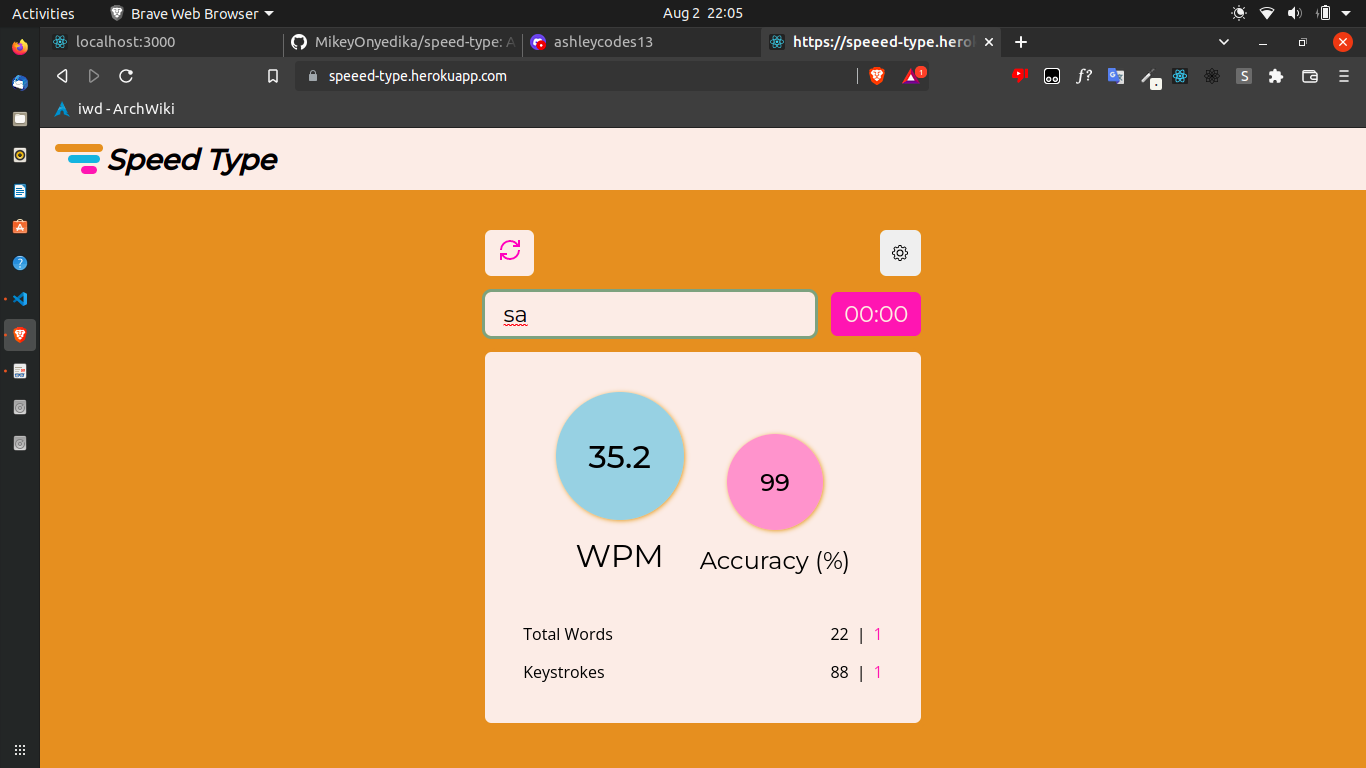 Activities Brave Web Browser Aug 2 22:05
localhost:3000 MikeyOnyedika/speed-type: A ashleycodes13 https://speeed-type.hero
speeed-type.herokuapp.com 1 f? S
iwd - ArchWiki
Speed Type
sa 00:00
35.2 99
WPM Accuracy (%)
Total Words 22 | 1
Keystrokes 88 | 1